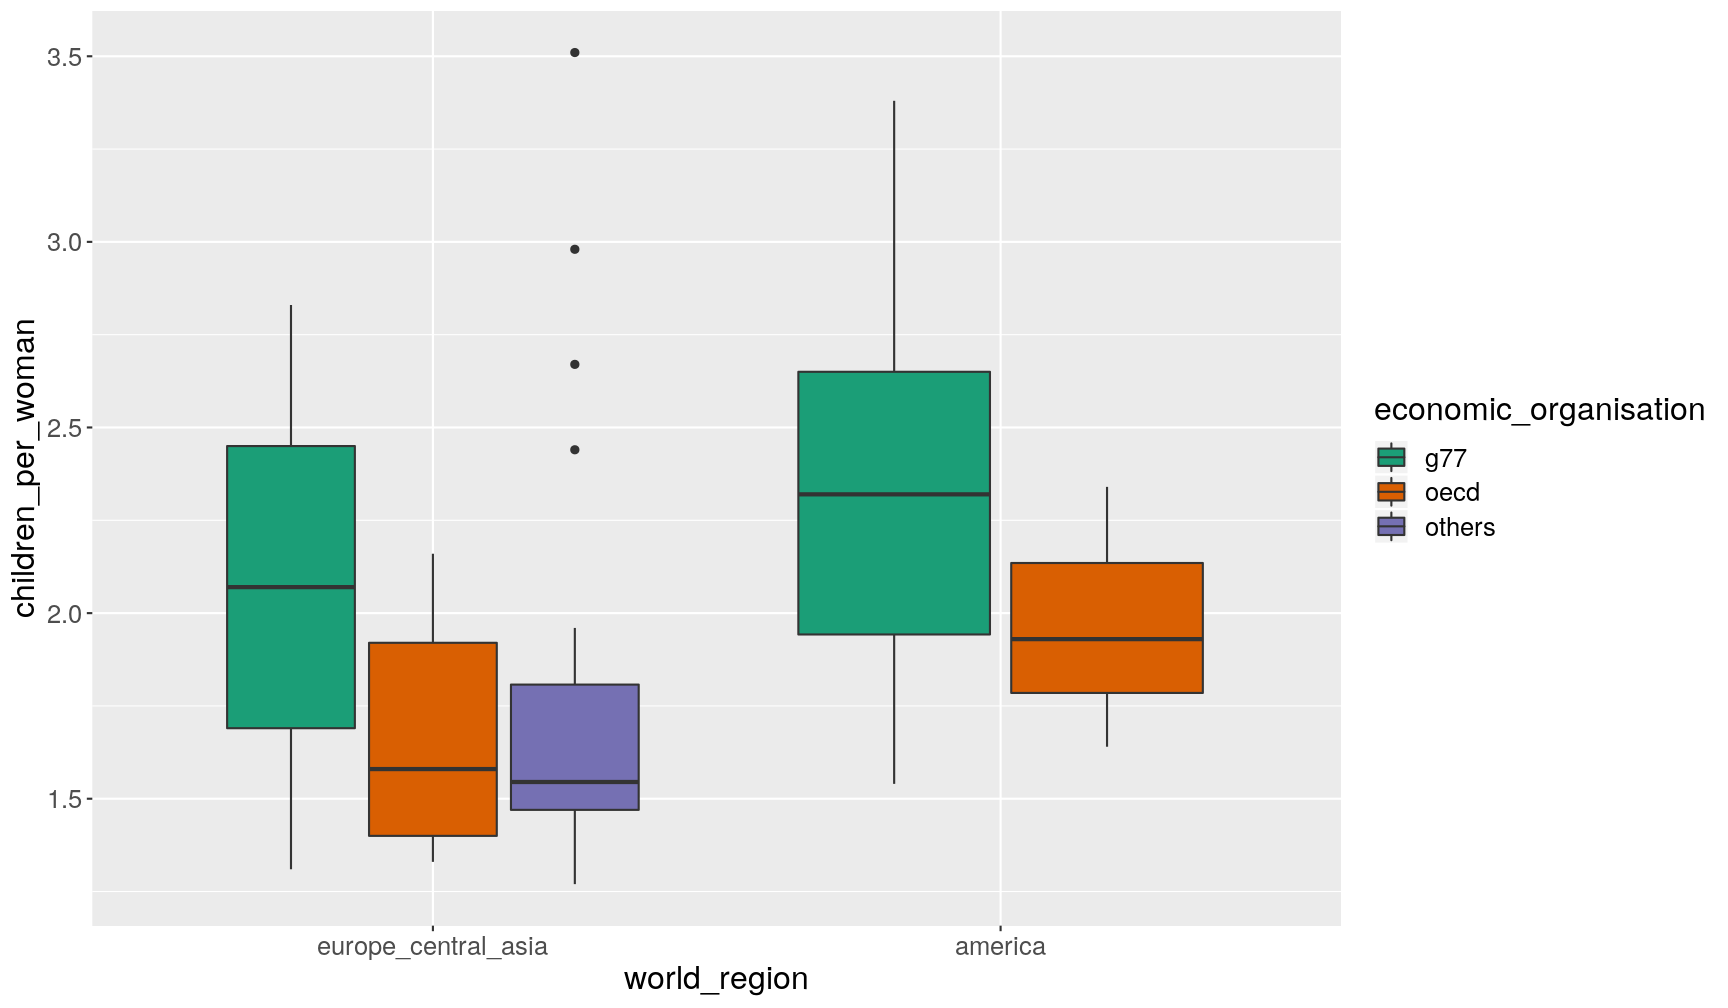 children_per_woman
3.5
3.0
2.5
2.0
1.5
europe_central_asia
america
world_region
economic_organisation
g77
oecd
others